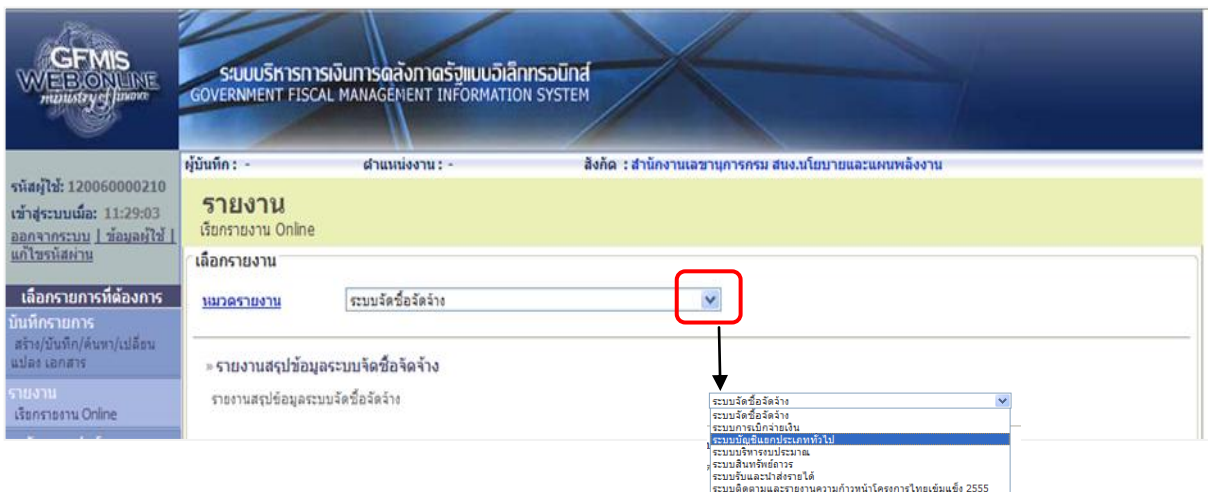 GFMIS
WEB ONLINE
ministry of finance
ระบบบริหารการเงินการคลังภาครัฐแบบอิเล็กทรอนิกส์
GOVERNMENT FISCAL MANAGEMENT INFORMATION SYSTEM
ผู้บันทึก : - ตำแหน่งงาน : - สังกัด : สำนักงานเลขานุการกรม สนง.นโยบายและแผนพลังงาน
รหัสผู้ใช้: 120060000210
เข้าสู่ระบบเมื่อ: 11:29:03
ออกจากระบบ | ข้อมูลผู้ใช้ |
แก้ไขรหัสผ่าน
เลือกรายการที่ต้องการ
บันทึกรายการ
สร้าง/บันทึก/ค้นหา/เปลี่ยน
แปลง เอกสาร
รายงาน
เรียกรายงาน Online
รายงาน
เรียกรายงาน Online
เลือกรายงาน
หมวดรายงาน ระบบจัดซื้อจัดจ้าง
» รายงานสรุปข้อมูลระบบจัดซื้อจัดจ้าง
รายงานสรุปข้อมูลระบบจัดซื้อจัดจ้าง
ระบบจัดซื้อจัดจ้าง
ระบบจัดซื้อจัดจ้าง
ระบบการเบิกจ่ายเงิน
ระบบบัญชีแยกประเภททั่วไป
ระบบบริหารงบประมาณ
ระบบสินทรัพย์ถาวร
ระบบรับและนำส่งรายได้
ระบบติดตามและรายงานความก้าวหน้าโครงการไทยเข้มแข็ง 2555